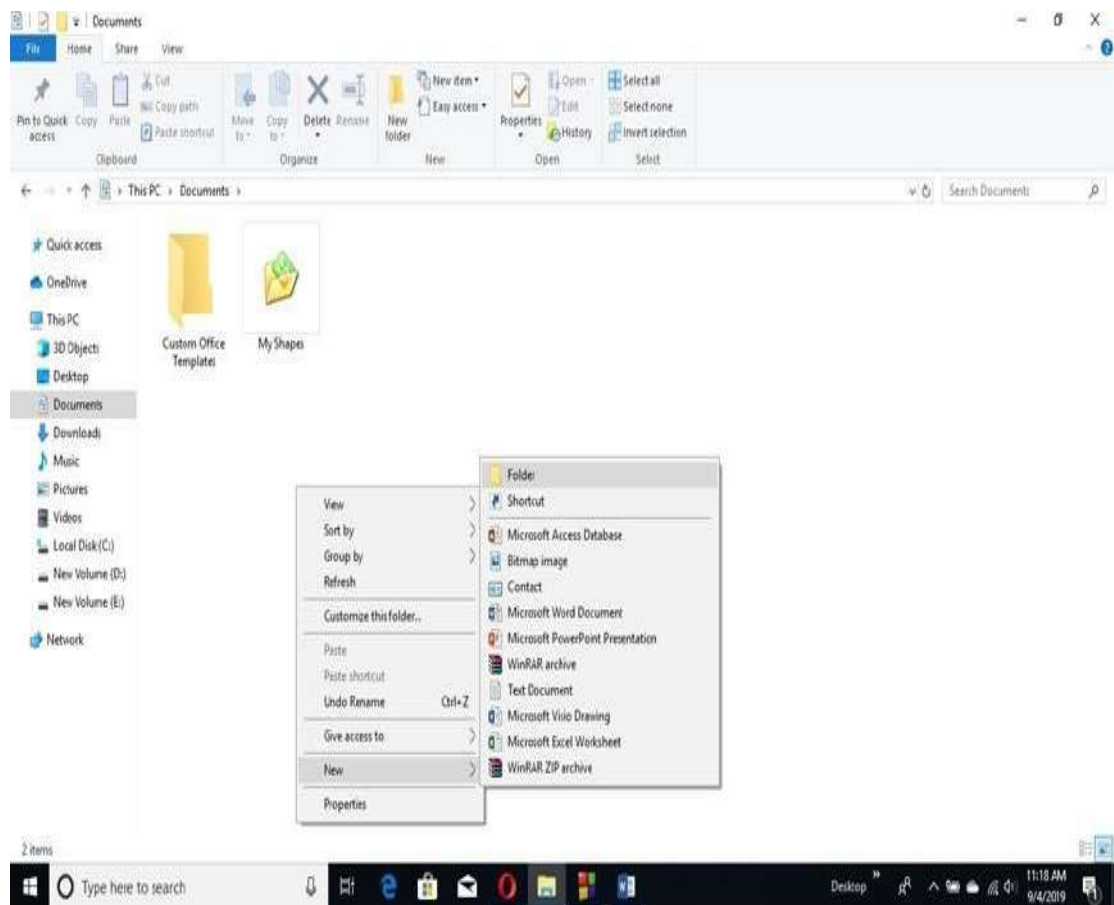 Documents
File Home Share View
Pin to Quick access
Copy
Paste
Cut
Copy path
Paste shortcut
Clipboard
Move to
Copy to
Delete
Rename
Organize
New folder
New item
Easy access
New
Properties
Open
Edit
History
Open
Select all
Select none
Invert selection
Select
This PC › Documents ›
Search Documents
Quick access
OneDrive
This PC
3D Objects
Desktop
Documents
Downloads
Music
Pictures
Videos
Local Disk (C:)
New Volume (D:)
New Volume (E:)
Network
Custom Office
Templates
My Shapes
View
Sort by
Group by
Refresh
Customize this folder...
Paste
Paste shortcut
Undo Rename Ctrl+Z
Give access to
New
Properties
Folder
Shortcut
Microsoft Access Database
Bitmap image
Contact
Microsoft Word Document
Microsoft PowerPoint Presentation
WinRAR archive
Text Document
Microsoft Visio Drawing
Microsoft Excel Worksheet
WinRAR ZIP archive
2 items
Type here to search
Desktop
11:18 AM
9/4/2019